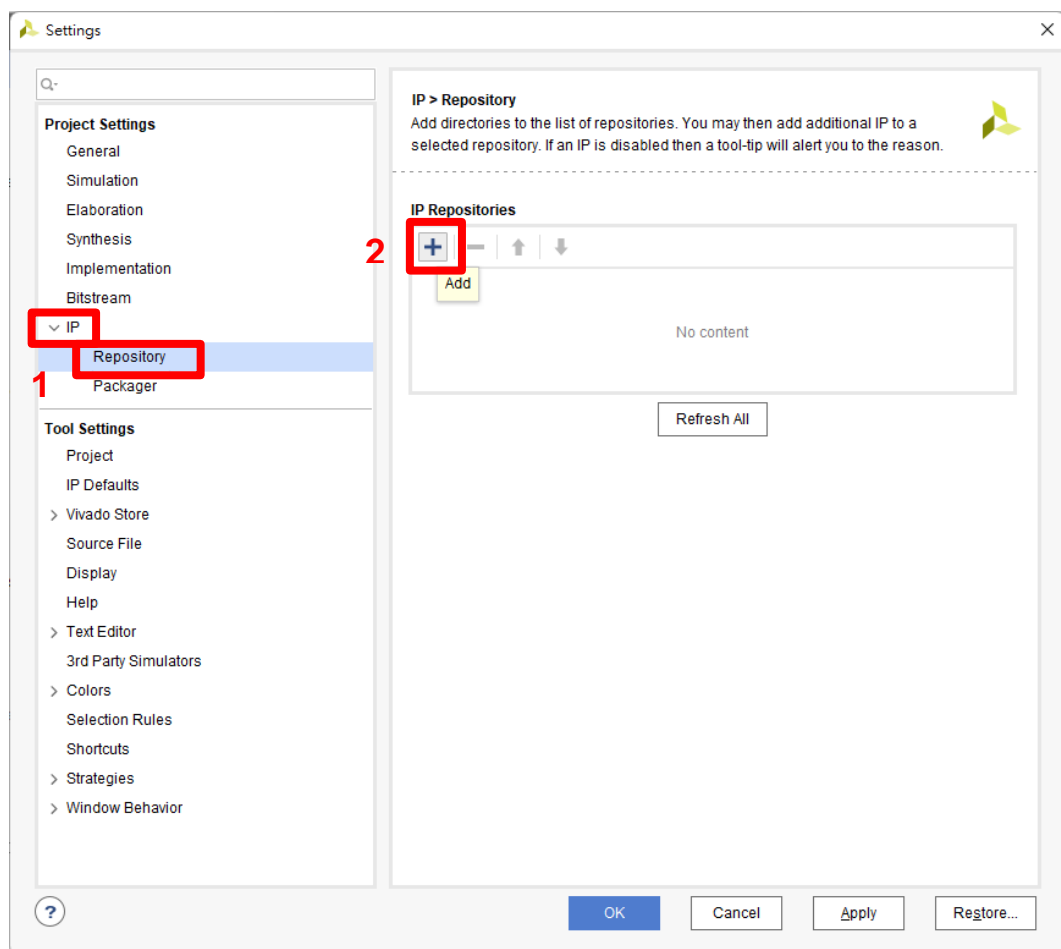 Settings
Project Settings
General
Simulation
Elaboration
Synthesis
Implementation
Bitstream
IP
Repository
1
Packager
Tool Settings
Project
IP Defaults
Vivado Store
Source File
Display
Help
Text Editor
3rd Party Simulators
Colors
Selection Rules
Shortcuts
Strategies
Window Behavior
IP > Repository
Add directories to the list of repositories. You may then add additional IP to a
selected repository. If an IP is disabled then a tool-tip will alert you to the reason.
IP Repositories
2
Add
No content
Refresh All
?
OK
Cancel
Apply
Restore...